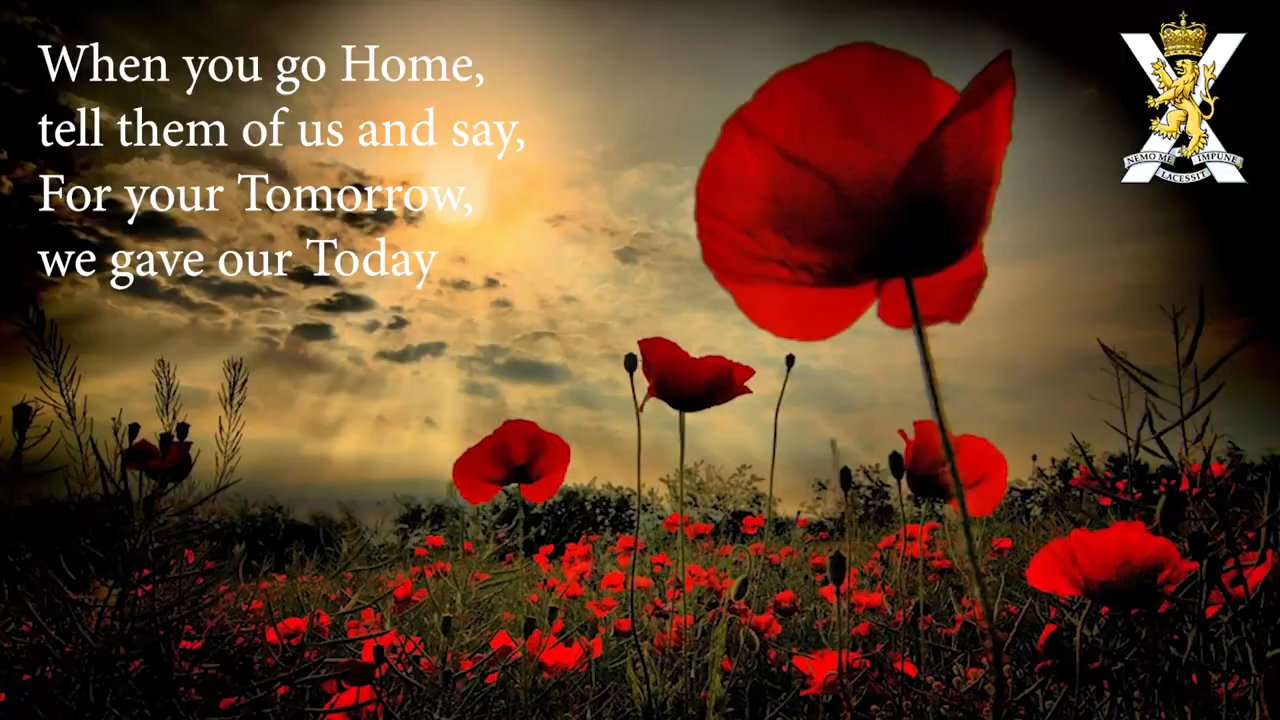 When you go Home,
tell them of us and say,
For your Tomorrow,
we gave our Today
NEMO ME IMPUNE
LACESSIT